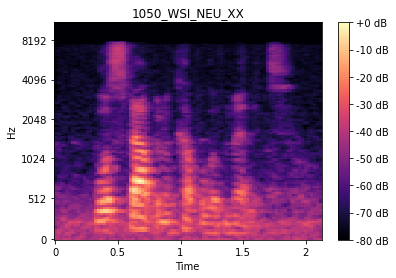 1050_WSI_NEU_XX
8192
4096
2048
1024
512
0
Hz
0
0.5
1
1.5
2
Time
+0 dB
-10 dB
-20 dB
-30 dB
-40 dB
-50 dB
-60 dB
-70 dB
-80 dB